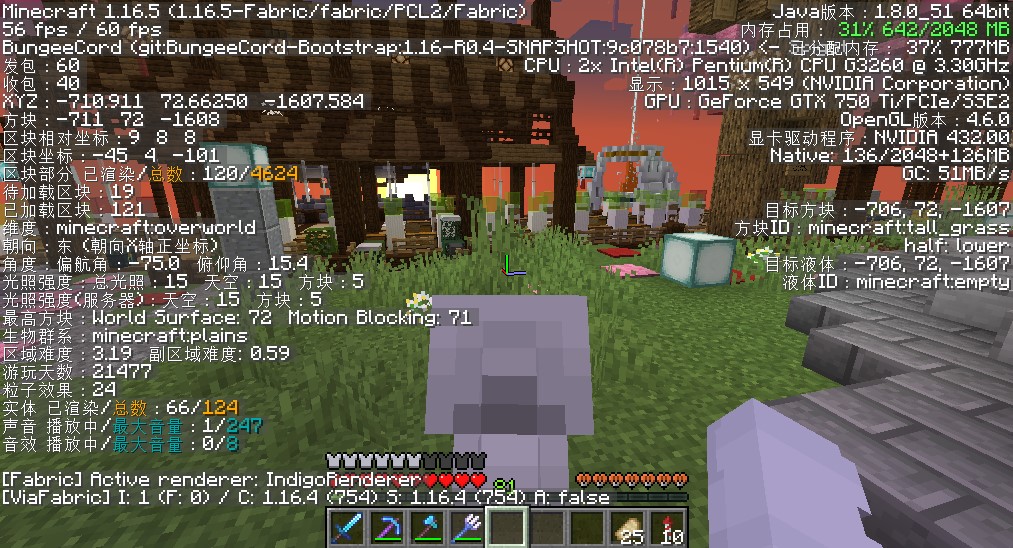 Minecraft 1.16.5 (1.16.5-Fabric/fabric/PCL2/Fabric)
56 fps / 60 fps
BungeeCord (git:BungeeCord-Bootstrap:1.16-R0.4-SNAPSHOT:9c078b7:1540) <-
发包：60
收包：40
XYZ：-710.911 72.66250 -1607.584
方块：-711 72 -1608
区块相对坐标：9 8 8
区块坐标：-45 4 -101
区块部分 已渲染/总数：120/4624
待加载区块：19
已加载区块：121
维度：minecraft:overworld
朝向：东 (朝向X轴正坐标)
角度：偏航角：-75.0 俯仰角：15.4
光照强度：总光照：15 天空：15 方块：5
光照强度(服务器)：天空：15 方块：5
最高方块：World Surface: 72 Motion Blocking: 71
生物群系：minecraft:plains
区域难度：3.19 副区域难度: 0.59
游玩天数：21477
粒子效果：24
实体 已渲染/总数：66/124
声音 播放中/最大音量：1/247
音效 播放中/最大音量：0/8
[Fabric] Active renderer: IndigoRenderer
[ViaFabric] I: 1 (F: 0) / C: 1.16.4 (754) S: 1.16.4 (754) A: false
Java版本：1.8.0_51 64bit
内存占用：31% 642/2048 MB
已分配内存：37% 777MB
CPU：2x Intel(R) Pentium(R) CPU G3260 @ 3.30GHz
显示：1015 x 549 (NVIDIA Corporation)
GPU：GeForce GTX 750 Ti/PCIe/SSE2
OpenGL版本：4.6.0
显卡驱动程序：NVIDIA 432.00
Native: 136/2048+126MB
GC: 51MB/s
目标方块：-706, 72, -1607
方块ID：minecraft:tall_grass
half: lower
目标液体：-706, 72, -1607
液体ID：minecraft:empty
81
25
10